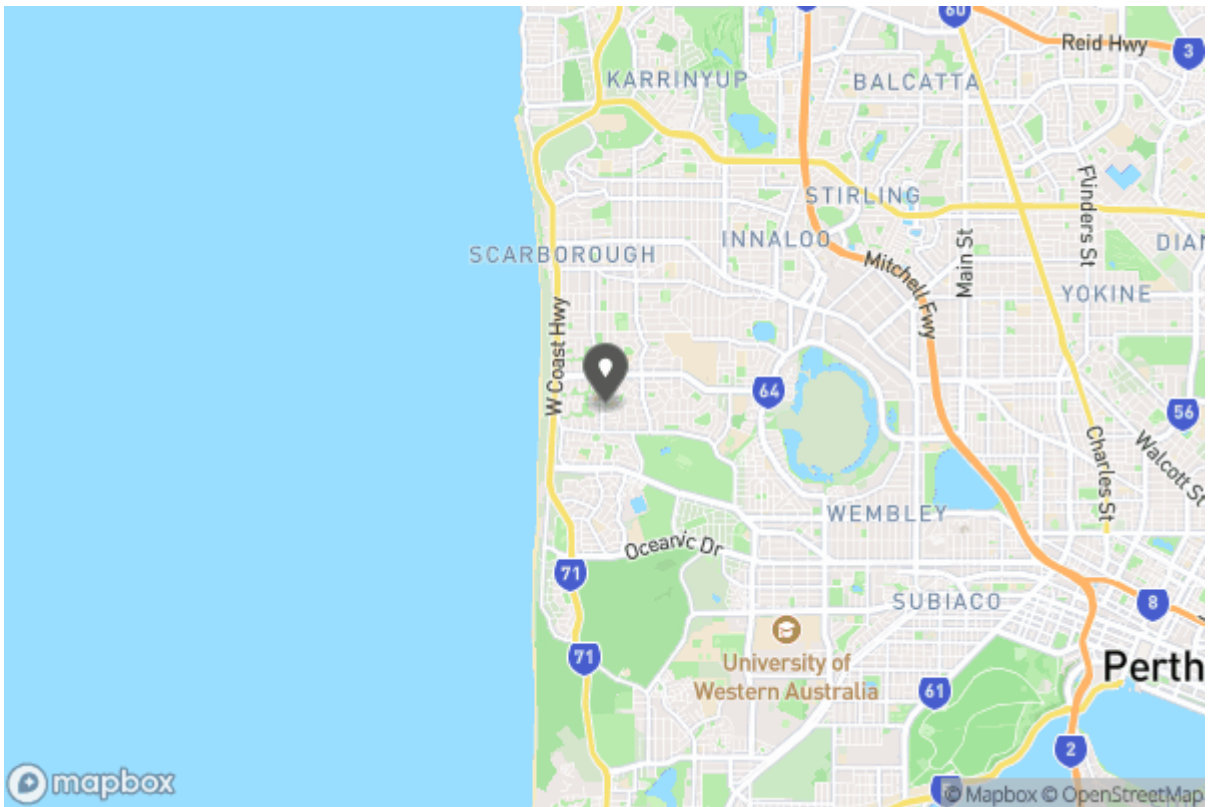 60
Reid Hwy
3
KARRINYUP
BALCATTA
Flinders St
STIRLING
INNALOO
Main St
DIAN
SCARBOROUGH
Mitchell Fwy
YOKINE
W Coast Hwy
64
56
Charles St
Walcott St
WEMBLEY
Oceanic Dr
71
SUBIACO
8
University of
Western Australia
71
61
Perth
2
mapbox
© Mapbox © OpenStreetMap